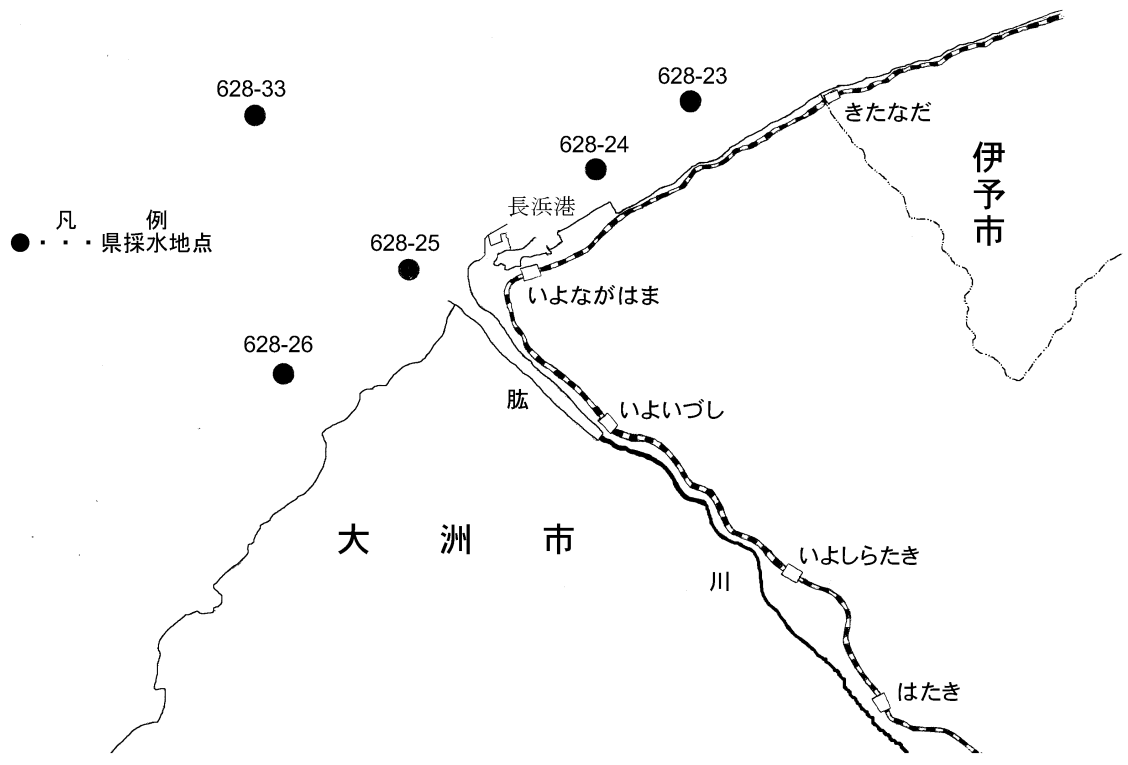 628-33
628-23
きたなだ
628-24
伊予市
長浜港
凡 例
・・・県採水地点
628-25
いよながはま
628-26
肱
いよいづし
大 洲 市
いよしらたき
川
はたき